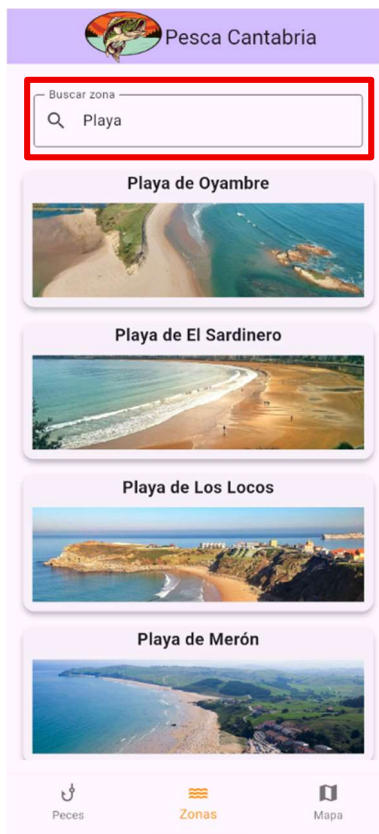 Pesca Cantabria
Buscar zona
Playa
Playa de Oyambre
Playa de El Sardinero
Playa de Los Locos
Playa de Merón
Peces
Zonas
Mapa